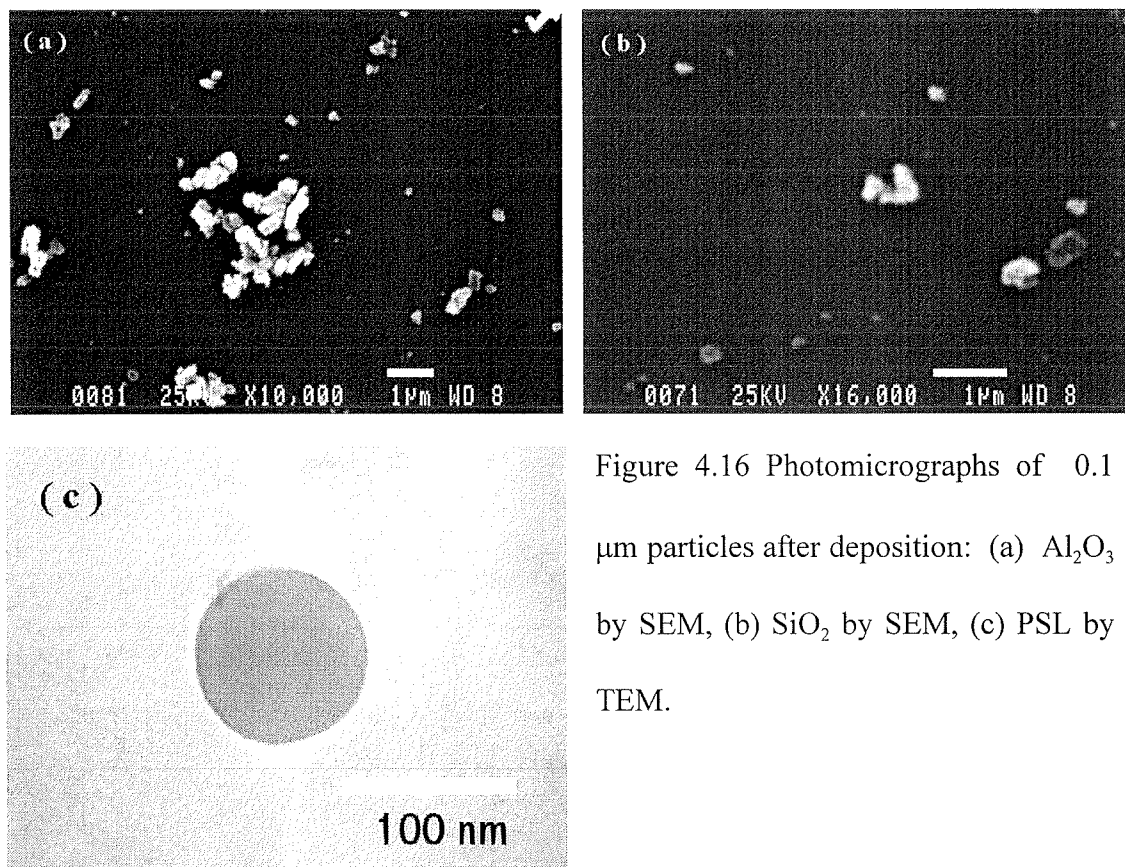 (a)
0081 25KV X10,000 1μm WD 8
(b)
0071 25KV X16,000 1μm WD 8
(c)
100 nm
Figure 4.16 Photomicrographs of 0.1
μm particles after deposition: (a) Al₂O₃
by SEM, (b) SiO₂ by SEM, (c) PSL by
TEM.